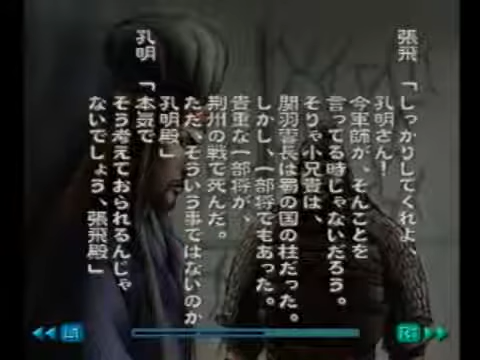 張飛「しっかりしてくれよ、
孔明さん！
今軍師が、そんことを
言ってる時じゃないだろう。
そりゃ小兄貴は、
関羽雲長は蜀の国の柱だった。
しかし、一部将でもあった。
貴重な一部将が、
荊州の戦で死んだ。
ただ、そういう事ではないのか
孔明殿」
孔明「本気で
そう考えておられるんじゃ
ないでしょう、張飛殿」
L1
R1